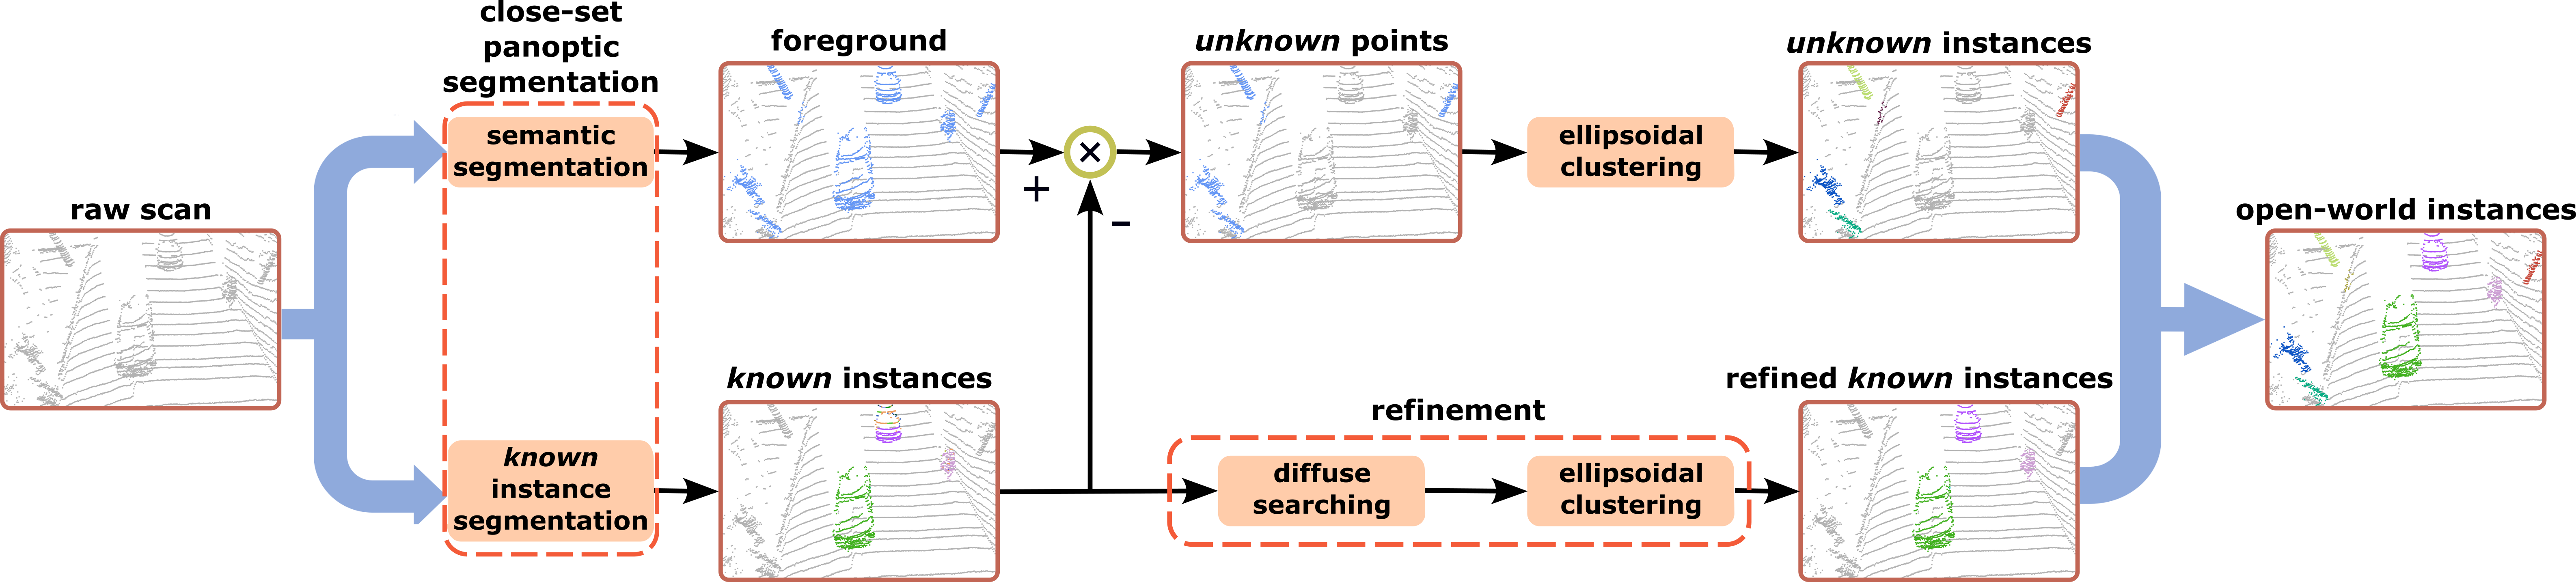 close-set
panoptic
segmentation
foreground
unknown points
unknown instances
semantic
segmentation
×
+
–
ellipsoidal
clustering
raw scan
open-world instances
known instances
refinement
refined known instances
known
instance
segmentation
diffuse
searching
ellipsoidal
clustering